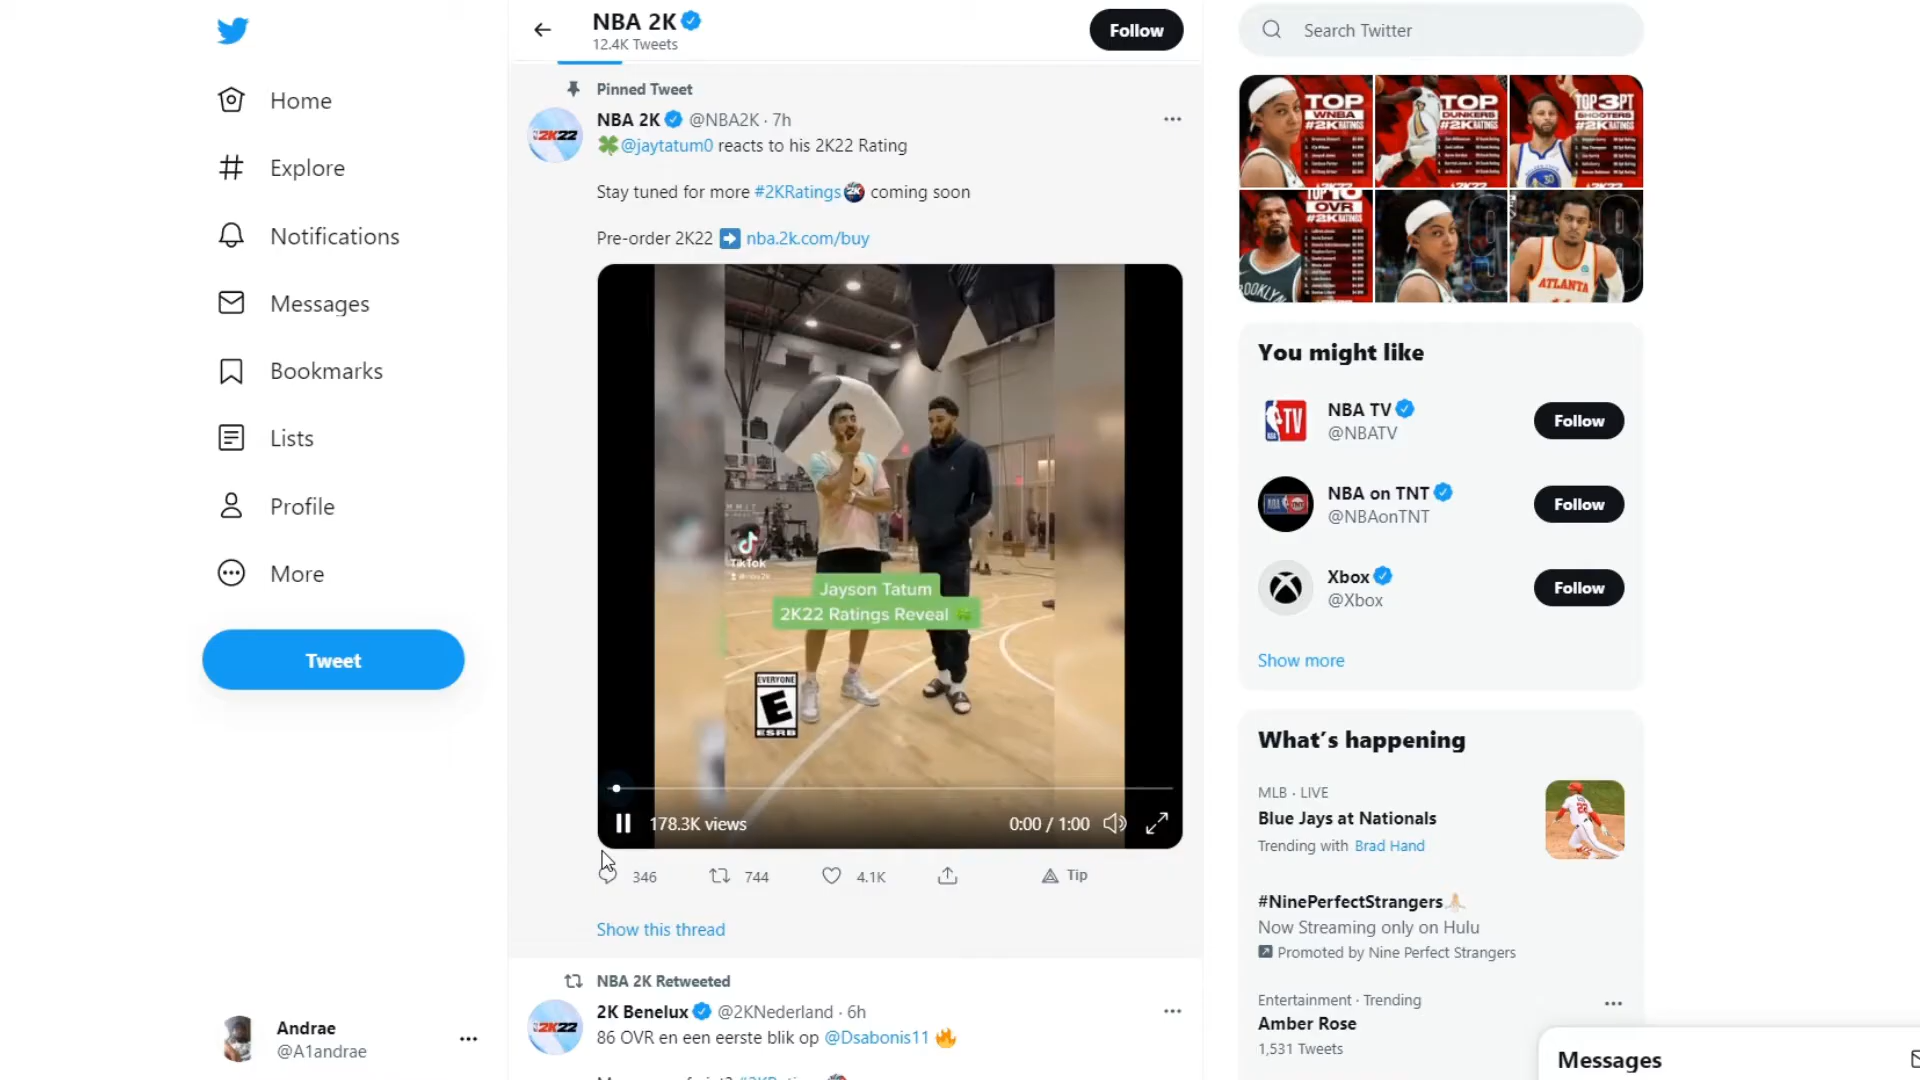 Home
Explore
Notifications
Messages
Bookmarks
Lists
Profile
More
Tweet
Andrae
@A1andrae
NBA 2K
12.4K Tweets
Follow
Pinned Tweet
NBA 2K @NBA2K · 7h
🍀@jaytatum0 reacts to his 2K22 Rating
Stay tuned for more #2KRatings coming soon
Pre-order 2K22 ➡️ nba.2k.com/buy
TikTok
Jayson Tatum
2K22 Ratings Reveal 🍀
EVERYONE
E
ESRB
178.3K views
0:00 / 1:00
346
744
4.1K
Tip
Show this thread
NBA 2K Retweeted
2K Benelux @2KNederland · 6h
86 OVR en een eerste blik op @Dsabonis11 🔥
2K22
2K22
Search Twitter
TOP
WNBA
#2KRATINGS
TOP
DUNKERS
#2KRATINGS
TOP 3PT
SHOOTERS
#2KRATINGS
TOP 10
OVR
#2KRATINGS
ATLANTA
You might like
NBA TV
@NBATV
Follow
NBA on TNT
@NBAonTNT
Follow
Xbox
@Xbox
Follow
Show more
What's happening
MLB · LIVE
Blue Jays at Nationals
Trending with Brad Hand
#NinePerfectStrangers
Now Streaming only on Hulu
Promoted by Nine Perfect Strangers
Entertainment · Trending
Amber Rose
1,531 Tweets
Messages